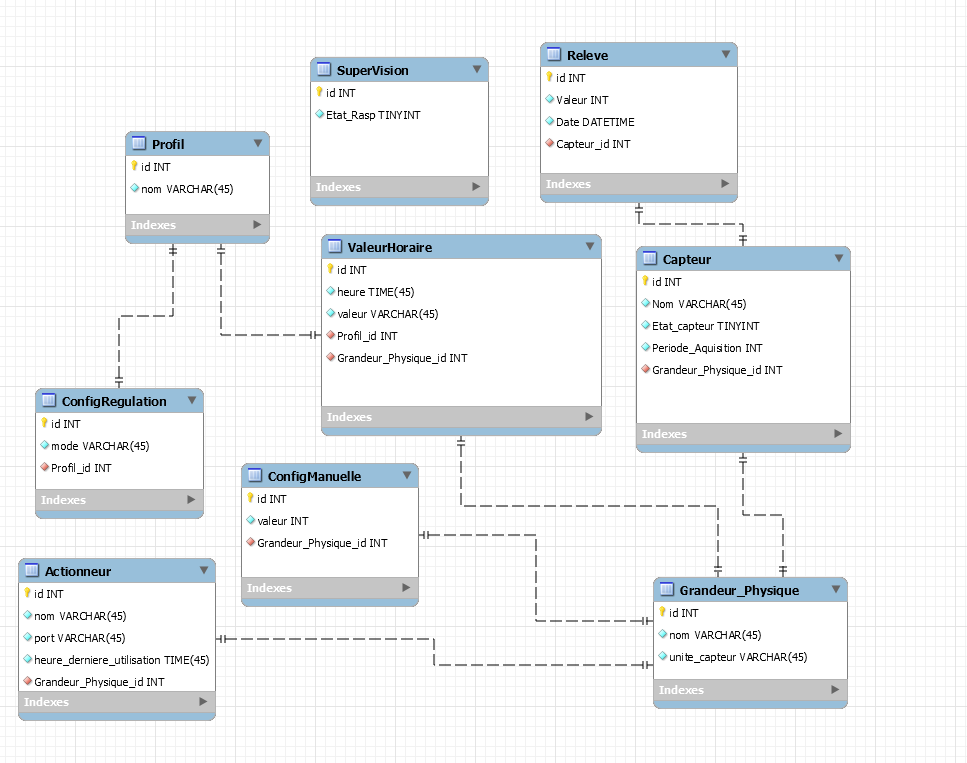 SuperVision
id INT
Etat_Rasp TINYINT
Indexes
Releve
id INT
Valeur INT
Date DATETIME
Capteur_id INT
Indexes
Profil
id INT
nom VARCHAR(45)
Indexes
ValeurHoraire
id INT
heure TIME(45)
valeur VARCHAR(45)
Profil_id INT
Grandeur_Physique_id INT
Indexes
Capteur
id INT
Nom VARCHAR(45)
Etat_capteur TINYINT
Periode_Aquisition INT
Grandeur_Physique_id INT
Indexes
ConfigRegulation
id INT
mode VARCHAR(45)
Profil_id INT
Indexes
ConfigManuelle
id INT
valeur INT
Grandeur_Physique_id INT
Indexes
Actionneur
id INT
nom VARCHAR(45)
port VARCHAR(45)
heure_derniere_utilisation TIME(45)
Grandeur_Physique_id INT
Indexes
Grandeur_Physique
id INT
nom VARCHAR(45)
unite_capteur VARCHAR(45)
Indexes